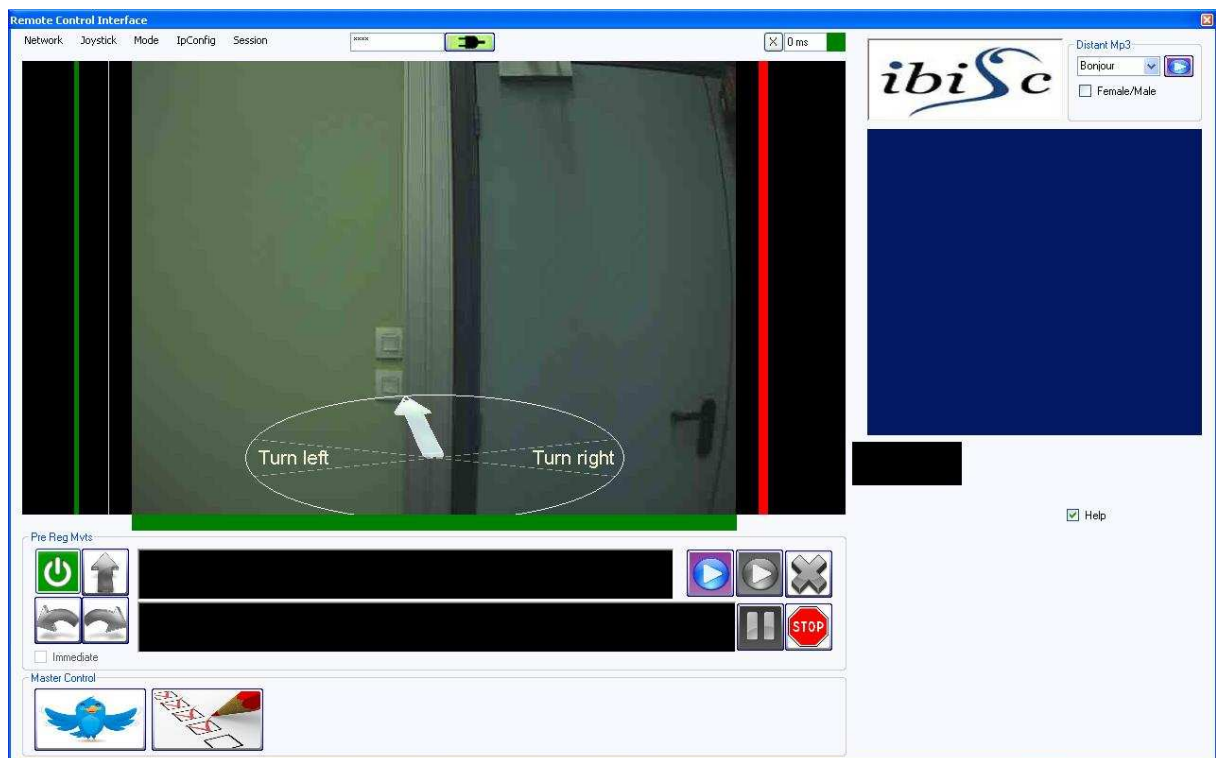 Remote Control Interface
Network Joystick Mode IpConfig Session
**** X 0 ms
ibiSc
Distant Mp3
Bonjour
Female/Male
Turn left Turn right
Help
Pre Reg Mvts
STOP
Immediate
Master Control